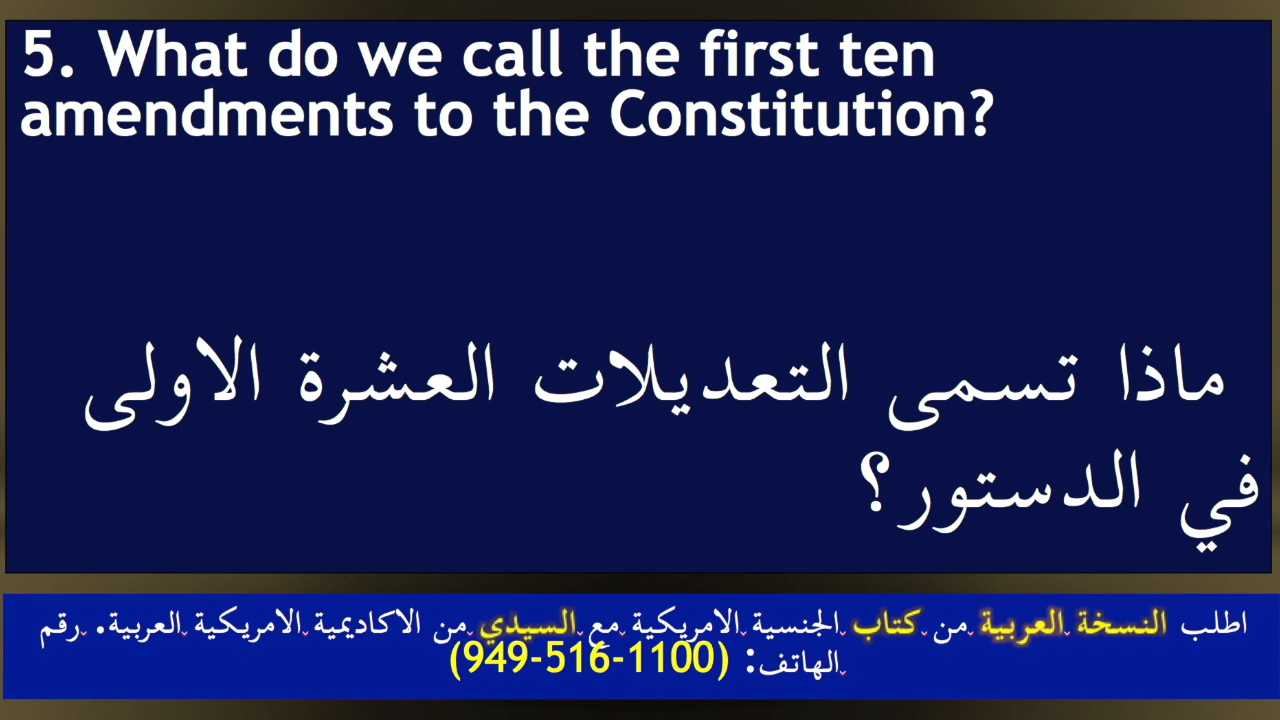 5. What do we call the first ten
amendments to the Constitution?
ماذا تسمى التعديلات العشرة الاولى
في الدستور؟
اطلب النسخة العربية من كتاب الجنسية الامريكية مع السيدي من الاكاديمية الامريكية العربية. رقم
الهاتف: (949-516-1100)